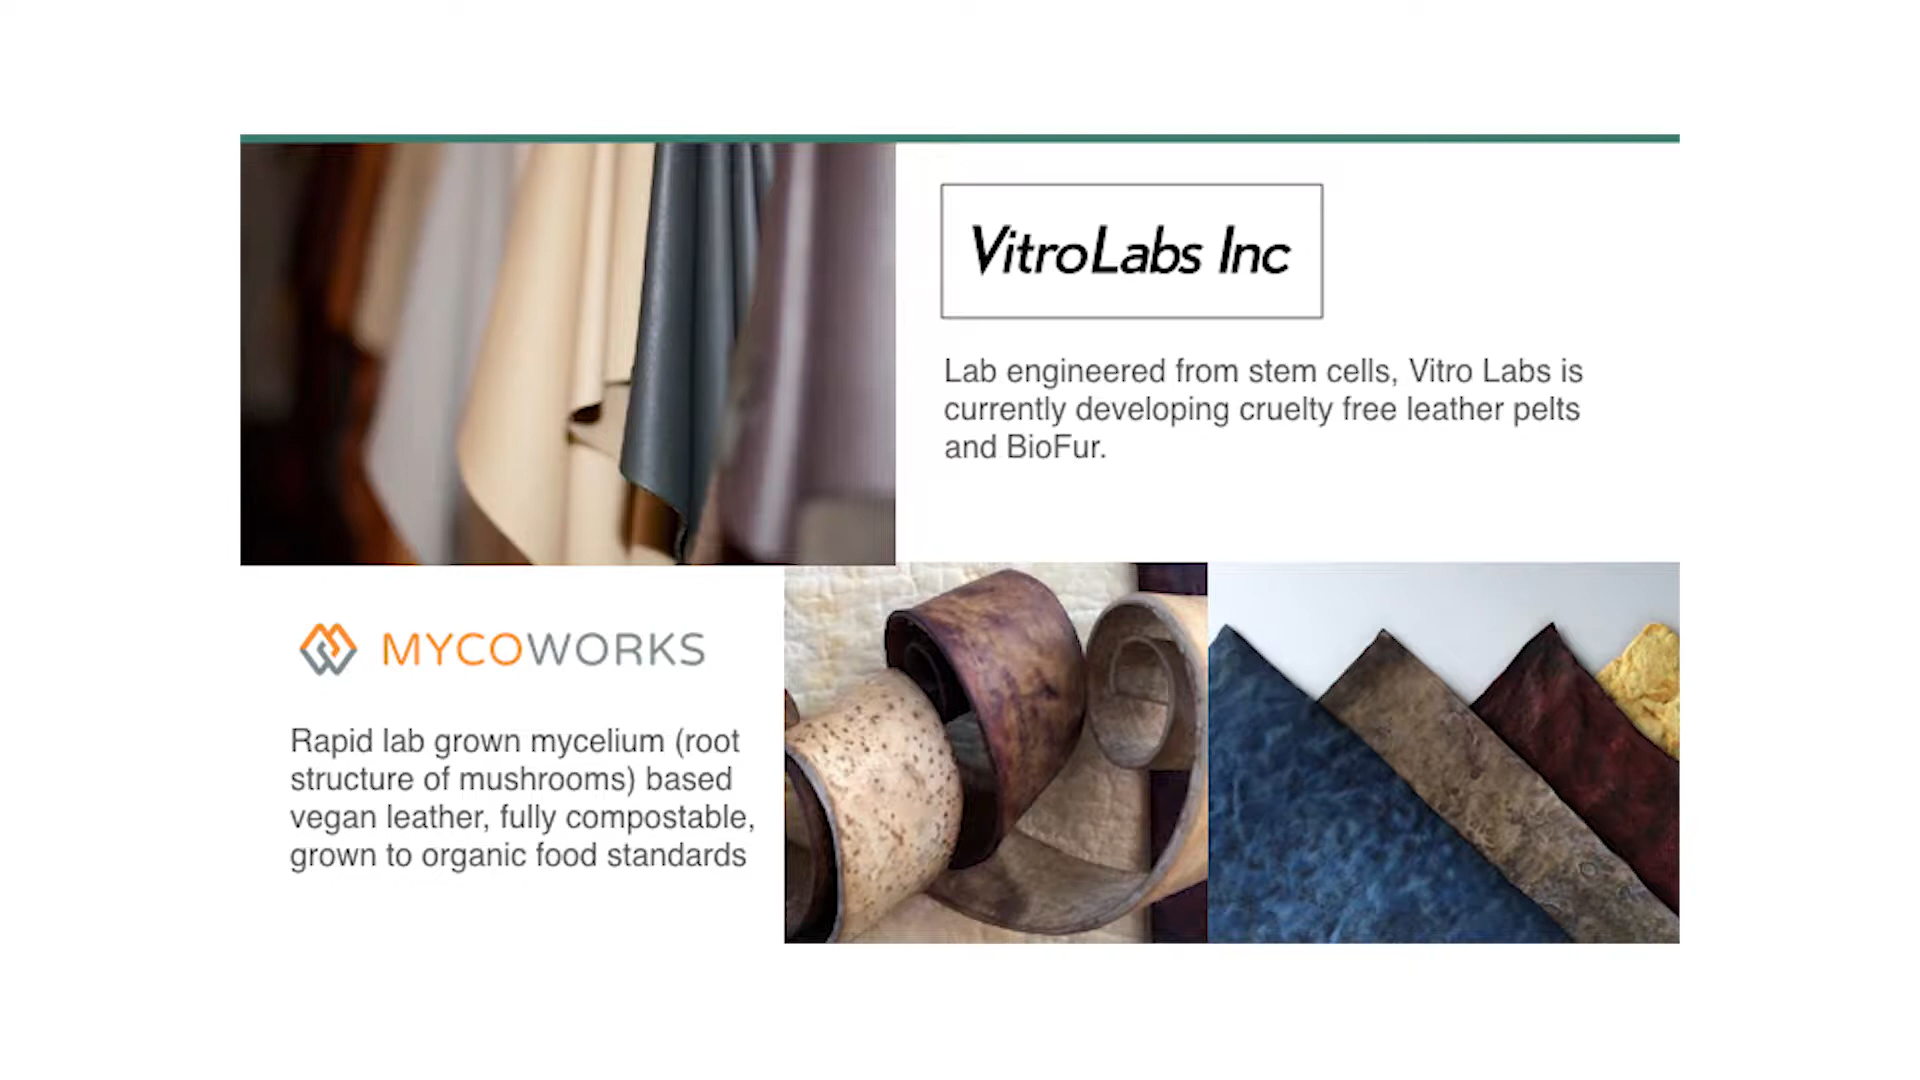 VitroLabs Inc
Lab engineered from stem cells, Vitro Labs is
currently developing cruelty free leather pelts
and BioFur.
MYCOWORKS
Rapid lab grown mycelium (root
structure of mushrooms) based
vegan leather, fully compostable,
grown to organic food standards